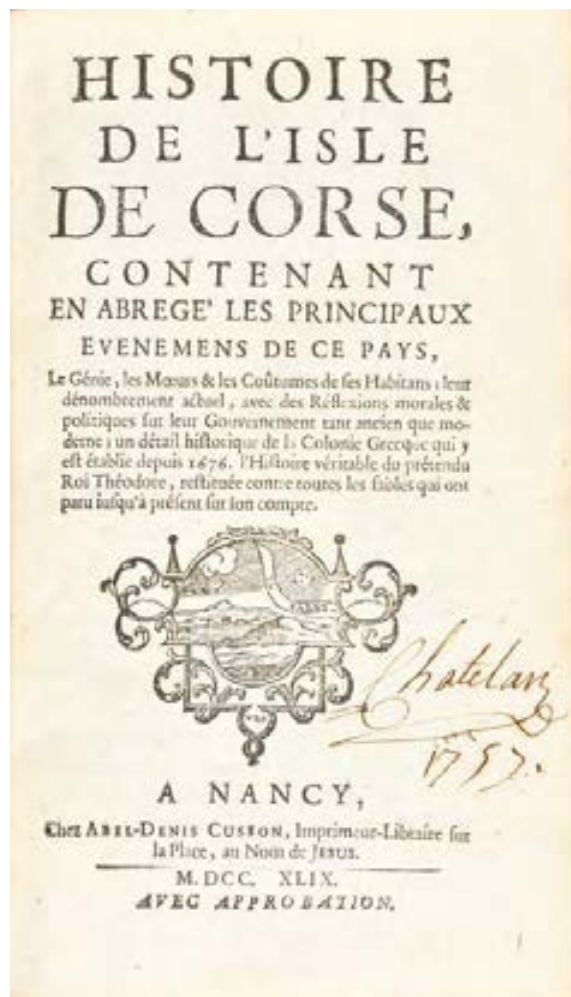 HISTOIRE
DE L'ISLE
DE CORSE,
CONTENANT
EN ABREGE' LES PRINCIPAUX
EVENEMENS DE CE PAYS,
Le Génie, les Mœurs & les Coûtumes de ses Habitans ; leur
dénombrement actuel, avec des Réflexions morales &
politiques sur leur Gouvernement tant ancien que mo-
derne ; un détail historique de la Colonie Grecque qui y
est établie depuis 1676. l'Histoire véritable du prétendu
Roi Théodore, restituée contre toutes les fables qui ont
paru jusqu'à présent sur son compte.
Chatelan
1757.
A NANCY,
Chez ABEL-DENIS CUSSON, Imprimeur-Libraire sur
la Place, au Nom de JESUS.
M. DCC. XLIX.
AVEC APPROBATION.